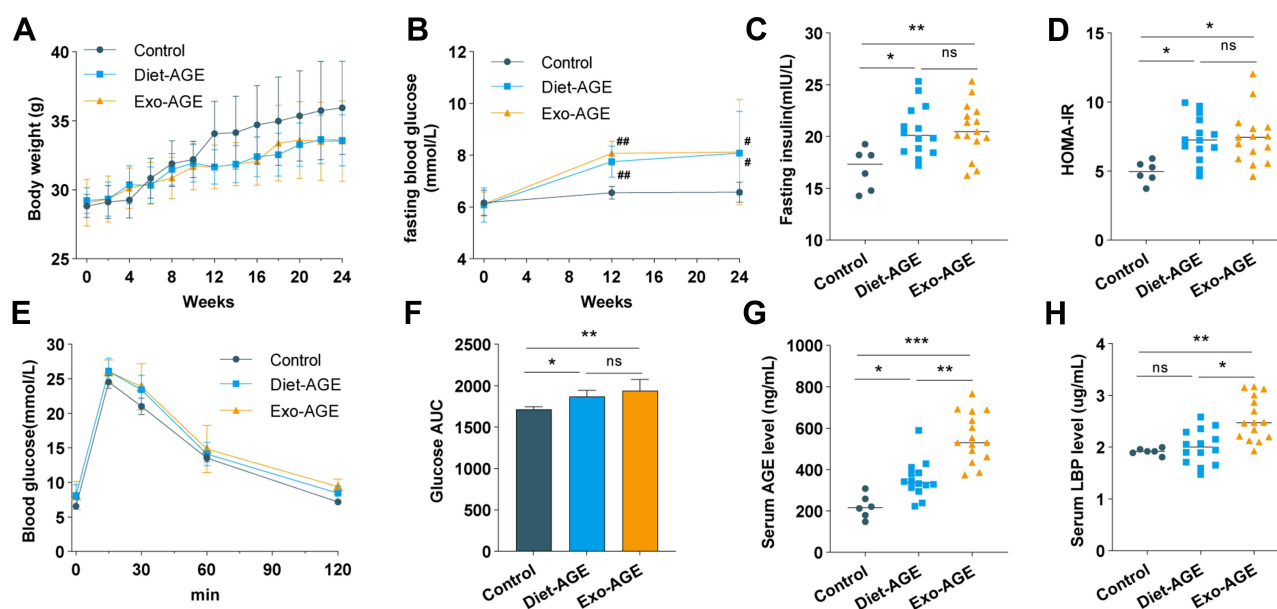 A
Control
Diet-AGE
Exo-AGE
Body weight (g)
40
35
30
25
0 4 8 12 16 20 24
Weeks
B
Control
Diet-AGE
Exo-AGE
fasting blood glucose
(mmol/L)
12
10
8
6
4
##
##
#
#
0 4 8 12 16 20 24
Weeks
C
Fasting insulin(mIU/L)
30
25
20
15
10
**
* ns
Control Diet-AGE Exo-AGE
D
HOMA-IR
15
10
5
0
*
* ns
Control Diet-AGE Exo-AGE
E
Control
Diet-AGE
Exo-AGE
Blood glucose(mmol/L)
30
25
20
15
10
5
0
0 30 60 90 120
min
F
Glucose AUC
2500
2000
1500
1000
500
0
**
* ns
Control Diet-AGE Exo-AGE
G
Serum AGE level (ng/mL)
1000
800
600
400
200
0
***
* **
Control Diet-AGE Exo-AGE
H
Serum LBP level (ug/mL)
4
3
2
1
0
**
ns *
Control Diet-AGE Exo-AGE